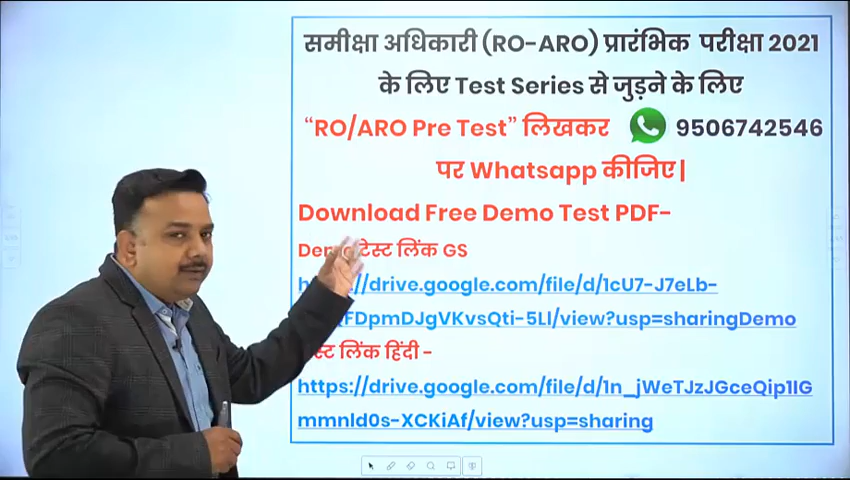 समीक्षा अधिकारी (RO-ARO) प्रारंभिक परीक्षा 2021
के लिए Test Series से जुड़ने के लिए
“RO/ARO Pre Test” लिखकर 9506742546
पर Whatsapp कीजिए|
Download Free Demo Test PDF-
टेस्ट लिंक GS
drive.google.com/file/d/1cU7-J7eLb-
FDpmDJgVKvsQti-5Ll/view?usp=sharingDemo
लिंक हिंदी -
https://drive.google.com/file/d/1n_jWeTJzJGceQip1IG
mmnld0s-XCKiAf/view?usp=sharing